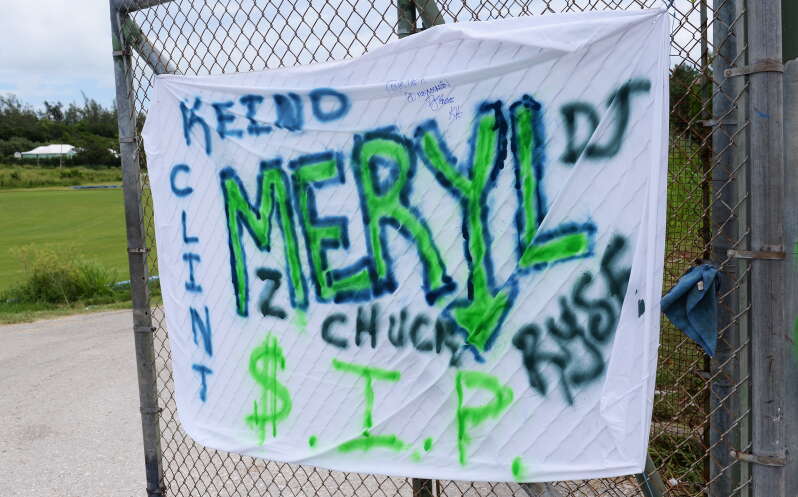 KEINO
CLINT
MERYL
DJ
Z
CHUCK
RYSE
$.I.P.